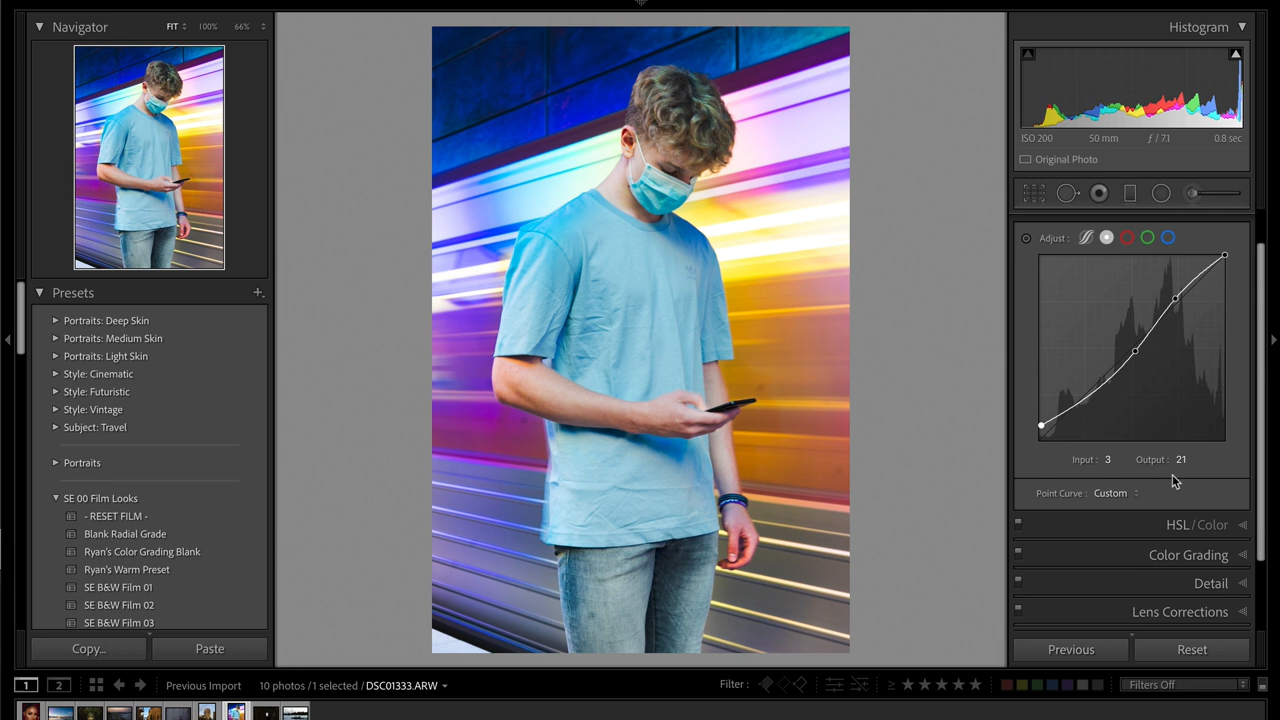 Navigator
FIT 100% 66%
Presets +
Portraits: Deep Skin
Portraits: Medium Skin
Portraits: Light Skin
Style: Cinematic
Style: Futuristic
Style: Vintage
Subject: Travel
Portraits
SE 00 Film Looks
- RESET FILM -
Blank Radial Grade
Ryan's Color Grading Blank
Ryan's Warm Preset
SE B&W Film 01
SE B&W Film 02
SE B&W Film 03
Copy...
Paste
Histogram
ISO 200 50 mm ƒ / 7.1 0.8 sec
Original Photo
Adjust :
Input : 3 Output : 21
Point Curve : Custom
HSL / Color
Color Grading
Detail
Lens Corrections
Previous
Reset
1 2 Previous Import 10 photos / 1 selected / DSC01333.ARW
Filter : ≥ ★ ★ ★ ★ ★ Filters Off